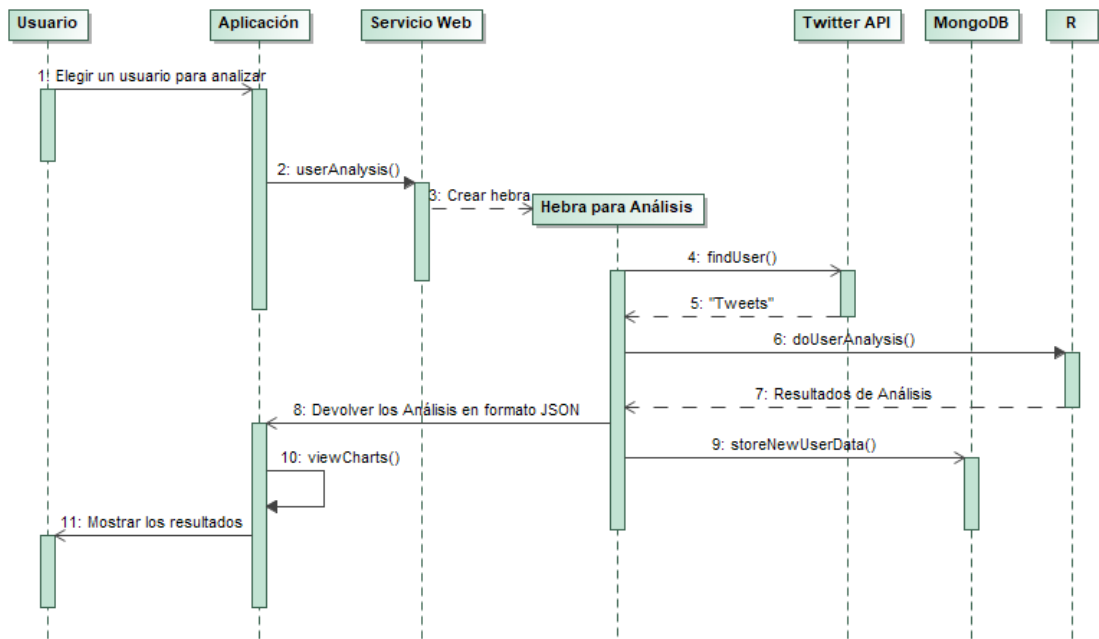 Usuario
Aplicación
Servicio Web
Twitter API
MongoDB
R
1: Elegir un usuario para analizar
2: userAnalysis()
3: Crear hebra
Hebra para Análisis
4: findUser()
5: "Tweets"
6: doUserAnalysis()
7: Resultados de Análisis
8: Devolver los Análisis en formato JSON
9: storeNewUserData()
10: viewCharts()
11: Mostrar los resultados